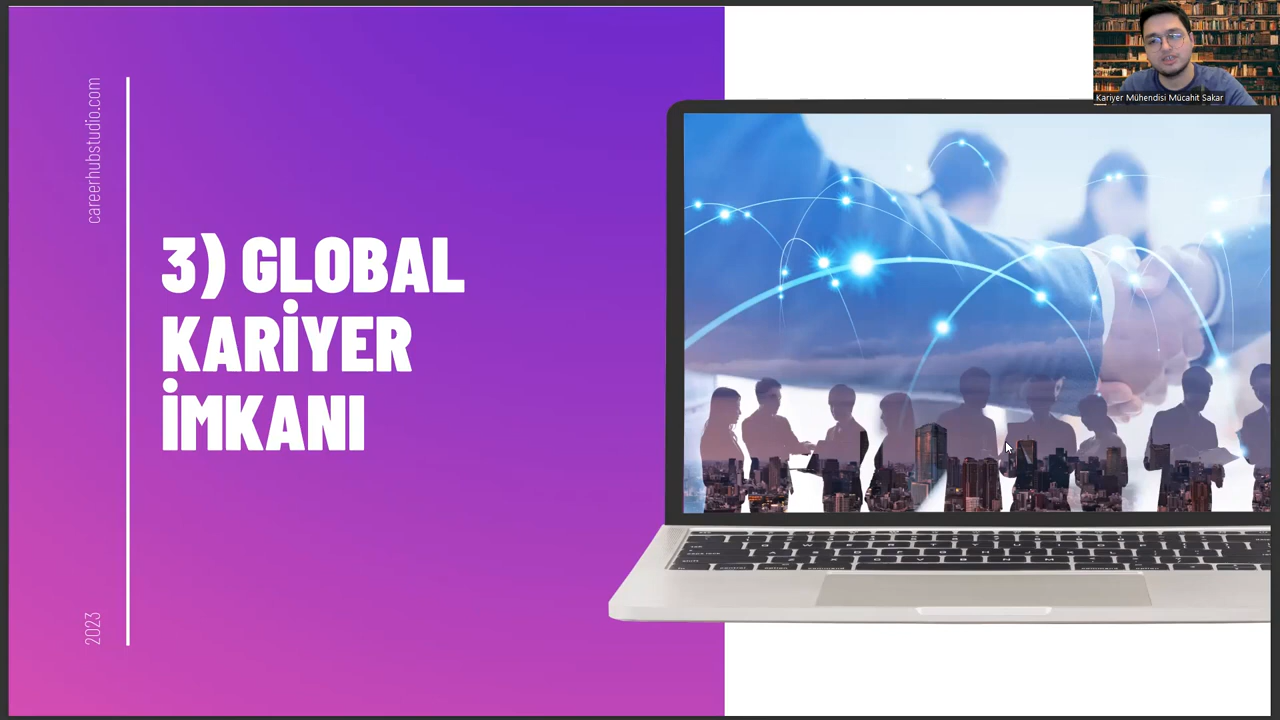 careerhubstudio.com
3) GLOBAL
KARİYER
İMKANI
2023
Kariyer Mühendisi Mücahit Sakar